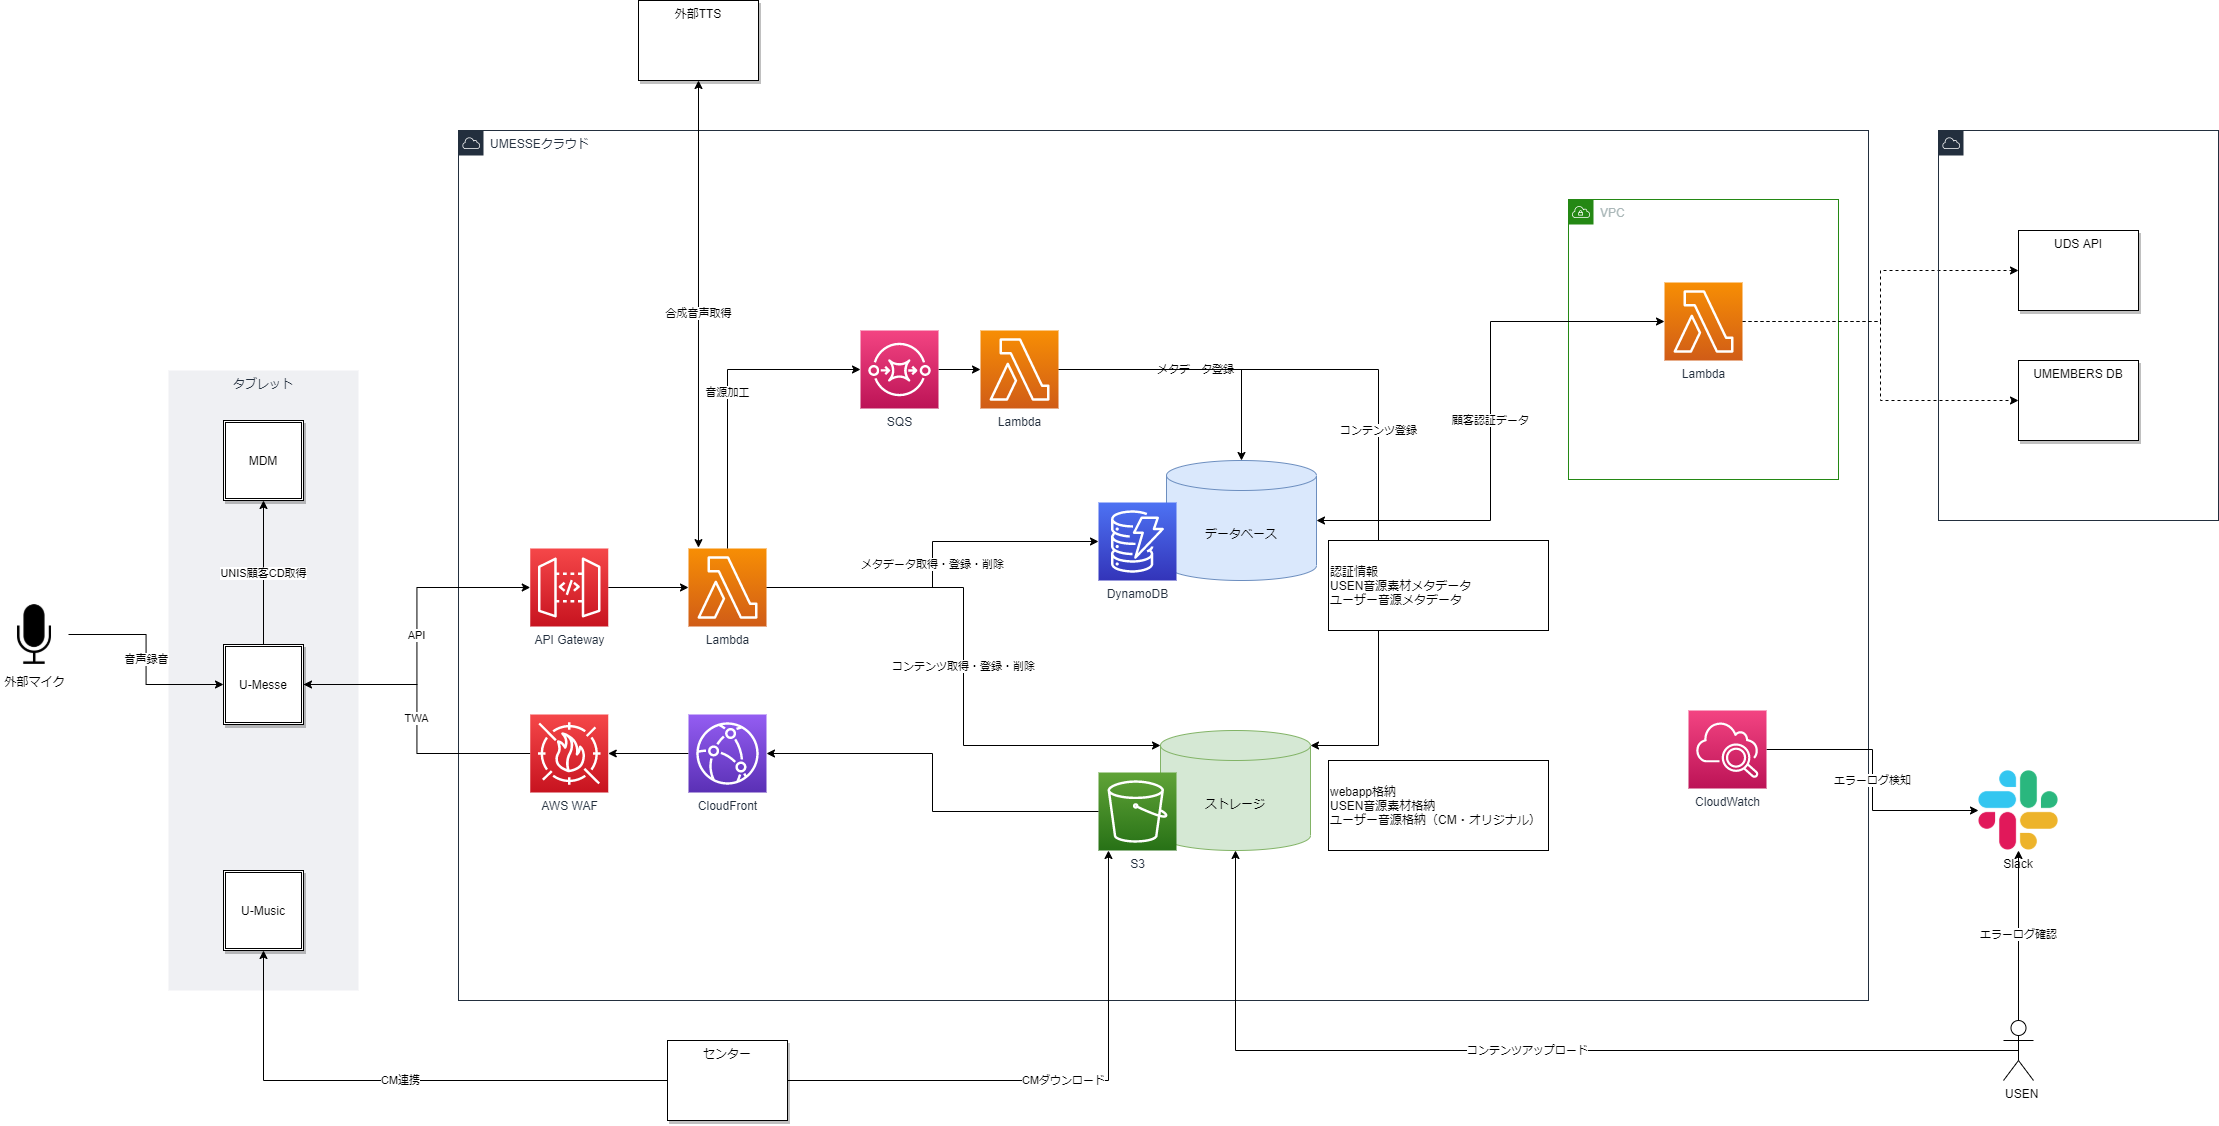 外部TTS
UMESSEクラウド
VPC
UDS API
合成音声取得
Lambda
UMEMBERS DB
メタデータ登録
タブレット
音源加工
SQS
Lambda
コンテンツ登録
顧客認証データ
MDM
データベース
メタデータ取得・登録・削除
UNIS顧客CD取得
認証情報
USEN音源素材メタデータ
ユーザー音源メタデータ
DynamoDB
API
API Gateway
Lambda
音声録音
外部マイク
U-Messe
コンテンツ取得・登録・削除
TWA
エラーログ検知
AWS WAF
CloudFront
ストレージ
webapp格納
USEN音源素材格納
ユーザー音源格納（CM・オリジナル）
CloudWatch
S3
Slack
U-Music
エラーログ確認
センター
コンテンツアップロード
CM連携
CMダウンロード
USEN